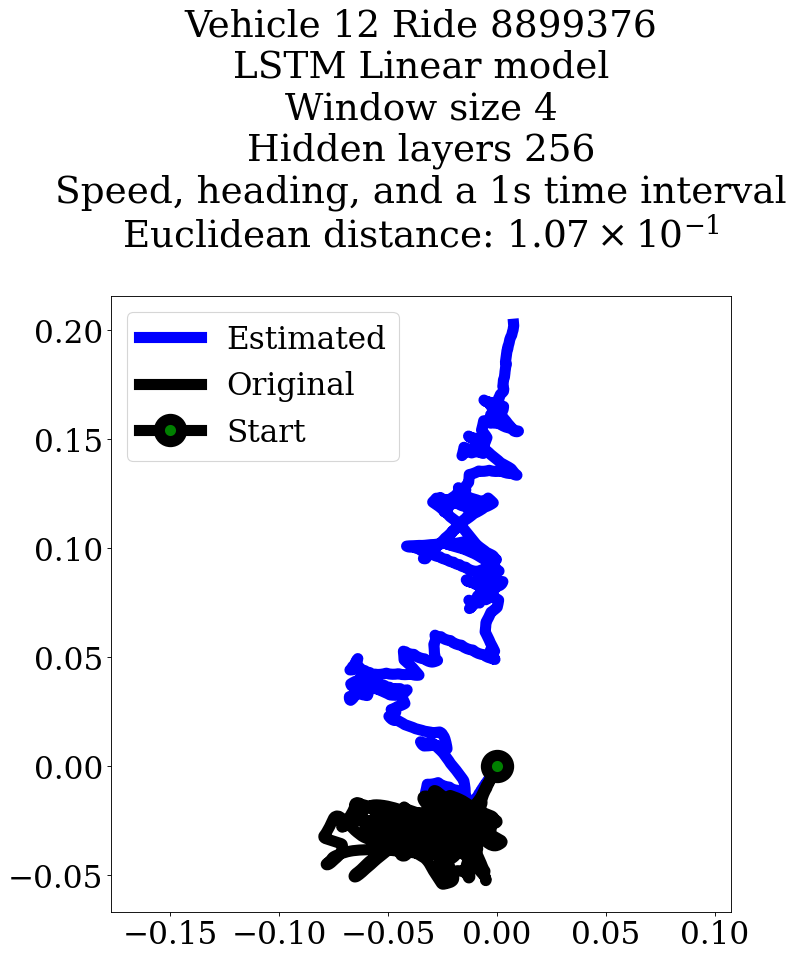 Vehicle 12 Ride 8899376
LSTM Linear model
Window size 4
Hidden layers 256
Speed, heading, and a 1s time interval
Euclidean distance: 1.07 × 10⁻¹
Estimated
Original
Start
0.20
0.15
0.10
0.05
0.00
−0.05
−0.15 −0.10 −0.05 0.00 0.05 0.10